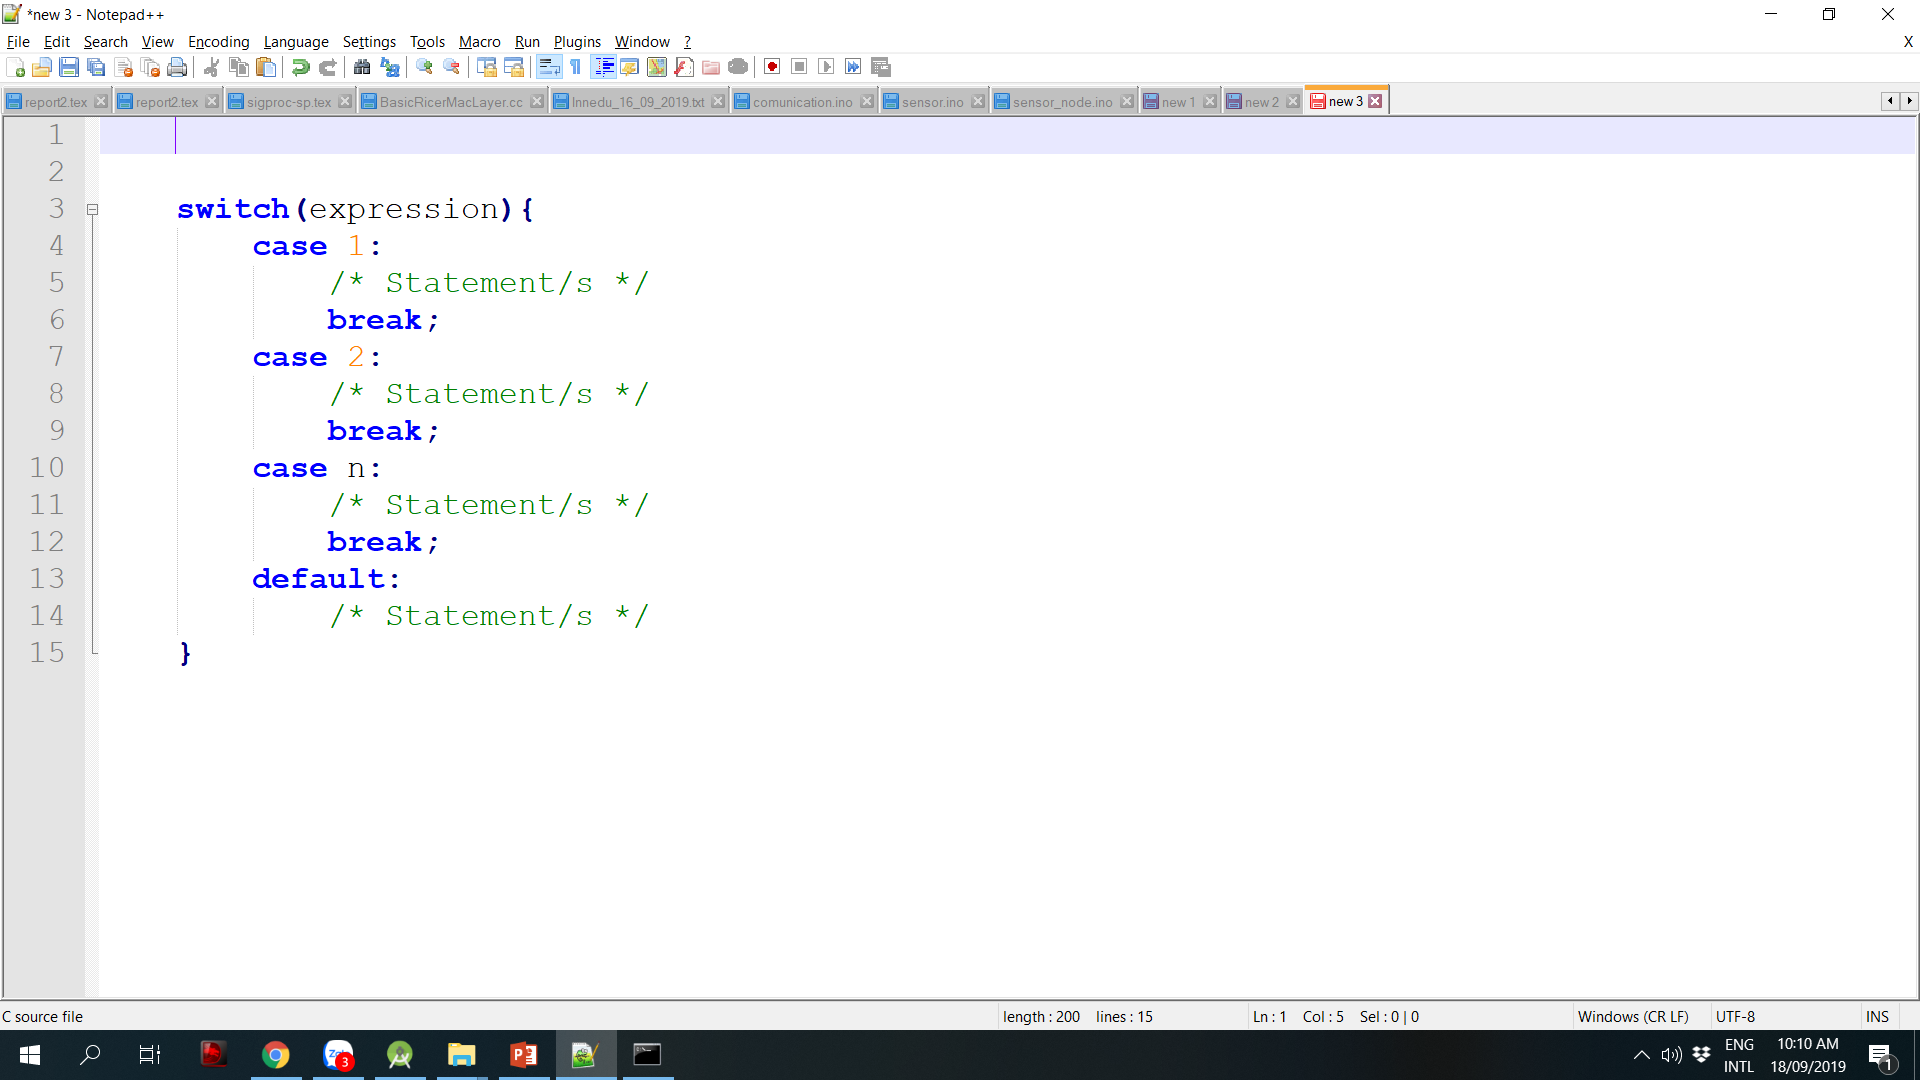 *new 3 - Notepad++
File Edit Search View Encoding Language Settings Tools Macro Run Plugins Window ? X
report2.tex report2.tex sigproc-sp.tex BasicRicerMacLayer.cc Innedu_16_09_2019.txt comunication.ino sensor.ino sensor_node.ino new 1 new 2 new 3
1
2
3 switch(expression){
4 case 1:
5 /* Statement/s */
6 break;
7 case 2:
8 /* Statement/s */
9 break;
10 case n:
11 /* Statement/s */
12 break;
13 default:
14 /* Statement/s */
15 }
C source file length : 200 lines : 15 Ln : 1 Col : 5 Sel : 0 | 0 Windows (CR LF) UTF-8 INS
ENG 10:10 AM
INTL 18/09/2019
3
1